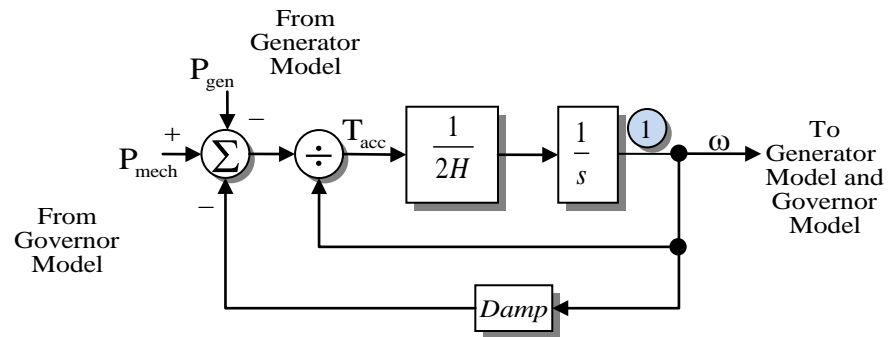 From
Generator
Model
P_gen
−
+
P_mech
Σ
−
÷
T_acc
1
2H
1
s
1
ω
To
Generator
Model and
Governor
Model
From
Governor
Model
Damp